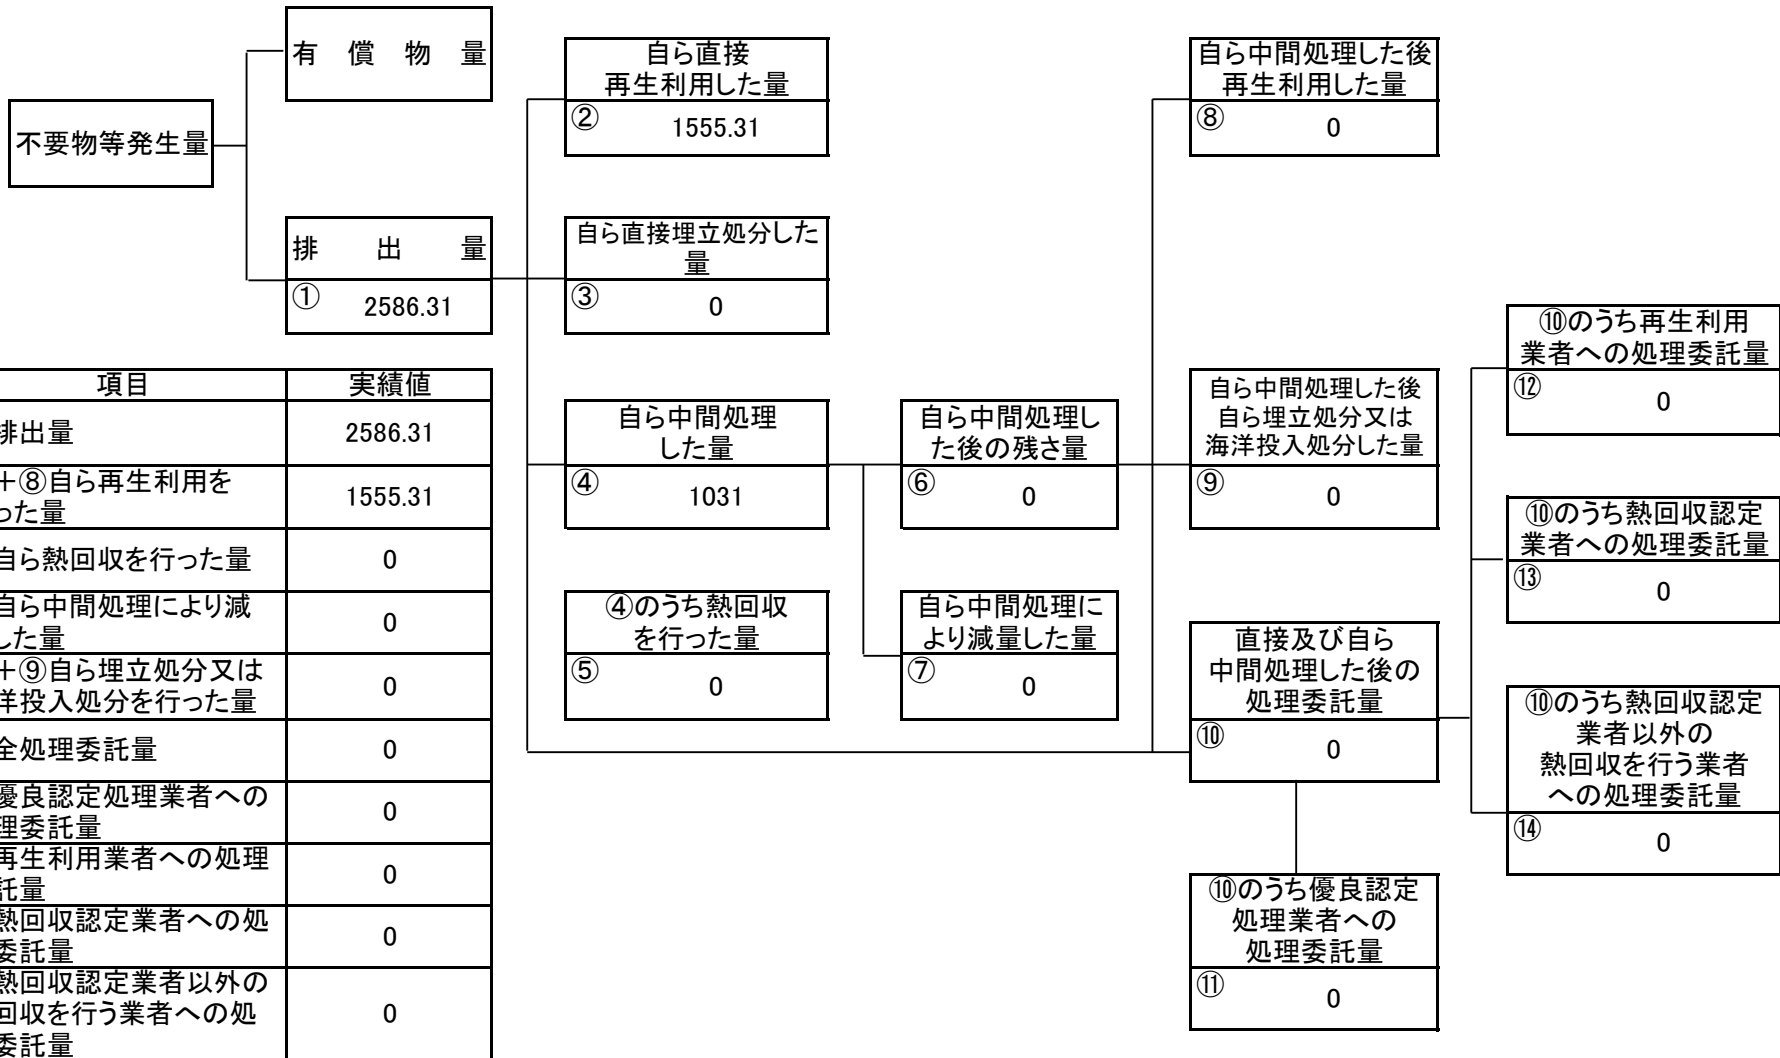 有償物量
不要物等発生量
排出量
①
2586.31
自ら直接
再生利用した量
②
1555.31
自ら直接埋立処分した
量
③
0
自ら中間処理
した量
④
1031
④のうち熱回収
を行った量
⑤
0
自ら中間処理し
た後の残さ量
⑥
0
自ら中間処理に
より減量した量
⑦
0
自ら中間処理した後
再生利用した量
⑧
0
自ら中間処理した後
自ら埋立処分又は
海洋投入処分した量
⑨
0
直接及び自ら
中間処理した後の
処理委託量
⑩
0
⑩のうち優良認定
処理業者への
処理委託量
⑪
0
⑩のうち再生利用
業者への処理委託量
⑫
0
⑩のうち熱回収認定
業者への処理委託量
⑬
0
⑩のうち熱回収認定
業者以外の
熱回収を行う業者
への処理委託量
⑭
0
項目 実績値
排出量 2586.31
+⑧自ら再生利用を
った量
1555.31
自ら熱回収を行った量 0
自ら中間処理により減
した量
0
+⑨自ら埋立処分又は
洋投入処分を行った量
0
全処理委託量 0
優良認定処理業者への
理委託量
0
再生利用業者への処理
託量
0
熱回収認定業者への処
委託量
0
熱回収認定業者以外の
回収を行う業者への処
委託量
0